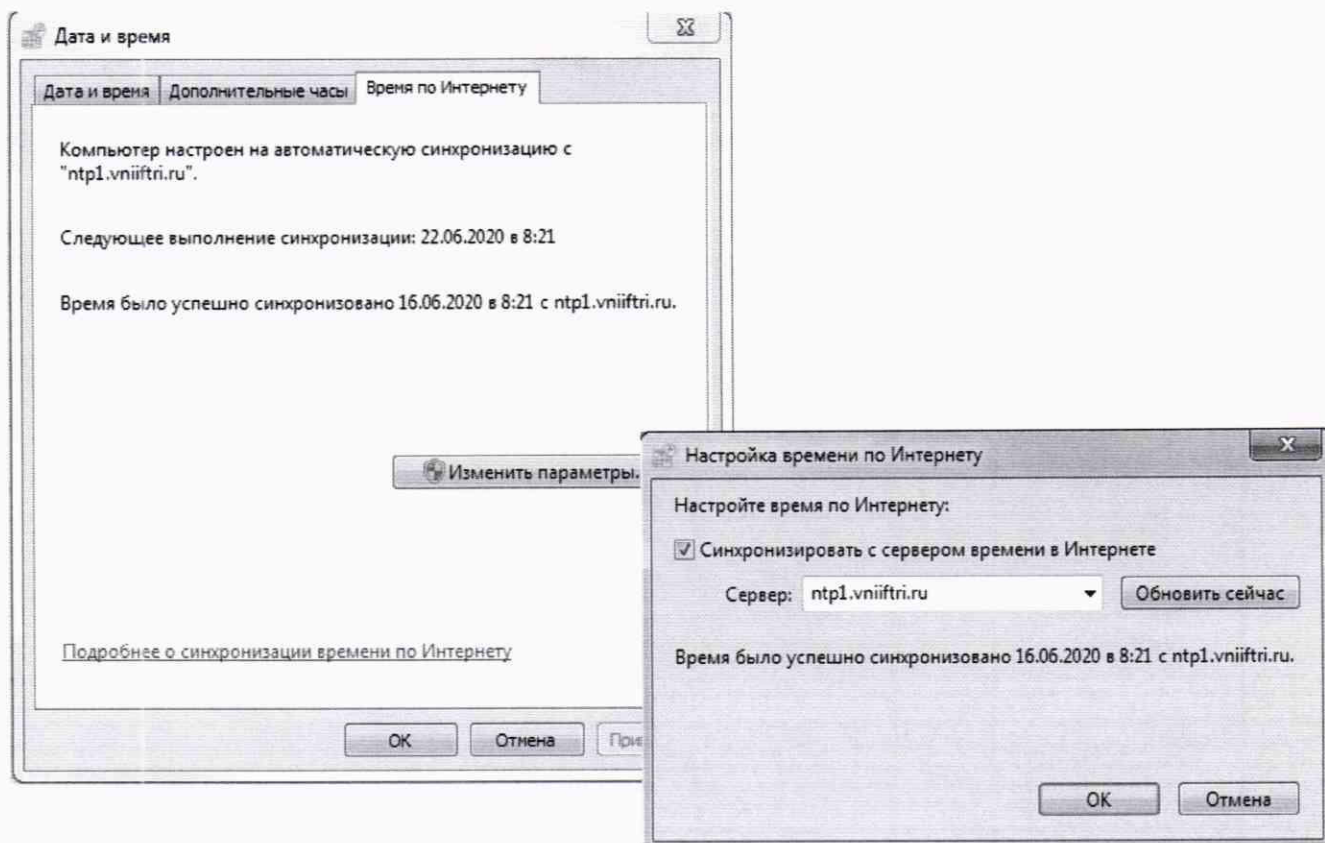 Дата и время
Дата и время Дополнительные часы Время по Интернету
Компьютер настроен на автоматическую синхронизацию с
"ntp1.vniiftri.ru".
Следующее выполнение синхронизации: 22.06.2020 в 8:21
Время было успешно синхронизовано 16.06.2020 в 8:21 с ntp1.vniiftri.ru.
Изменить параметры.
Подробнее о синхронизации времени по Интернету
ОК Отмена При
Настройка времени по Интернету
Настройте время по Интернету:
Синхронизировать с сервером времени в Интернете
Сервер: ntp1.vniiftri.ru Обновить сейчас
Время было успешно синхронизовано 16.06.2020 в 8:21 с ntp1.vniiftri.ru.
ОК Отмена